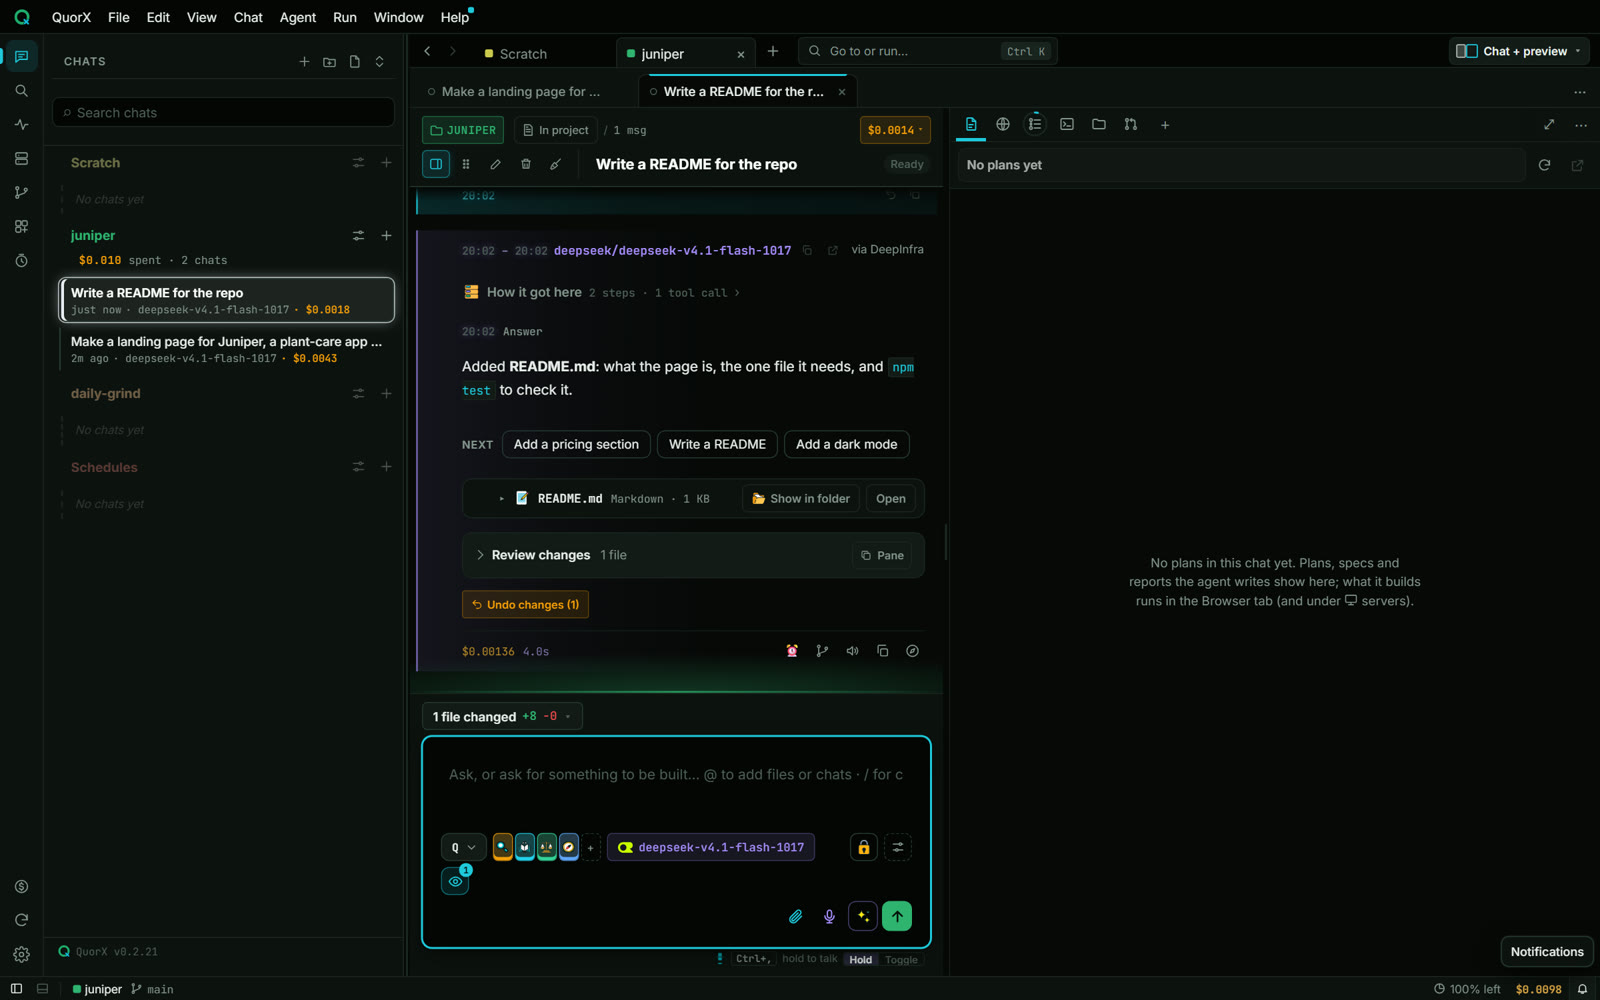 QuorX File Edit View Chat Agent Run Window Help
CHATS
Search chats
Scratch
No chats yet
juniper
$0.010 spent · 2 chats
Write a README for the repo
just now · deepseek-v4.1-flash-1017 · $0.0018
Make a landing page for Juniper, a plant-care app ...
2m ago · deepseek-v4.1-flash-1017 · $0.0043
daily-grind
No chats yet
Schedules
No chats yet
QuorX v0.2.21
Scratch
juniper
Go to or run... Ctrl K
Chat + preview
Make a landing page for ...
Write a README for the r...
JUNIPER
In project / 1 msg
$0.0014
Write a README for the repo
Ready
20:02
20:02 – 20:02 deepseek/deepseek-v4.1-flash-1017 via DeepInfra
How it got here 2 steps · 1 tool call
20:02 Answer
Added README.md: what the page is, the one file it needs, and npm
test to check it.
NEXT Add a pricing section Write a README Add a dark mode
README.md Markdown · 1 KB Show in folder Open
Review changes 1 file Pane
Undo changes (1)
$0.00136 4.0s
1 file changed +8 -0
Ask, or ask for something to be built... @ to add files or chats · / for c
Q
deepseek-v4.1-flash-1017
1
Ctrl+, hold to talk Hold Toggle
No plans yet
No plans in this chat yet. Plans, specs and
reports the agent writes show here; what it builds
runs in the Browser tab (and under servers).
Notifications
juniper main
100% left $0.0098